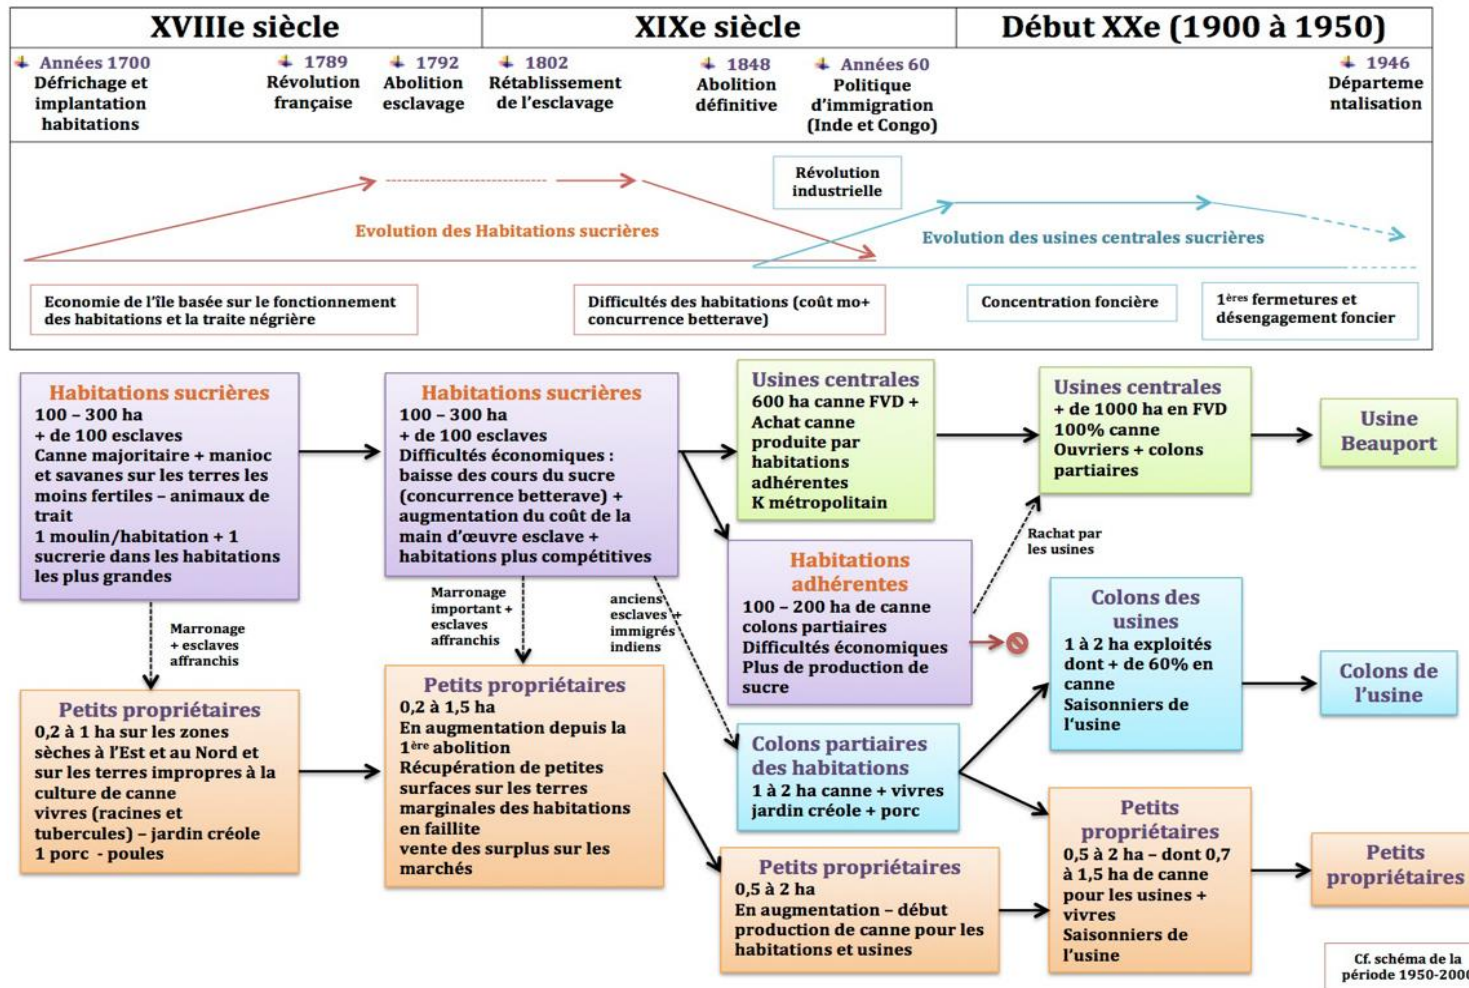 XVIIIe siècle
XIXe siècle
Début XXe (1900 à 1950)
Années 1700
Défrichage et
implantation
habitations
1789
Révolution
française
1792
Abolition
esclavage
1802
Rétablissement
de l'esclavage
1848
Abolition
définitive
Années 60
Politique
d'immigration
(Inde et Congo)
1946
Départeme
ntalisation
Révolution
industrielle
Evolution des Habitations sucrières
Evolution des usines centrales sucrières
Economie de l'île basée sur le fonctionnement
des habitations et la traite négrière
Difficultés des habitations (coût mo+
concurrence betterave)
Concentration foncière
1ères fermetures et
désengagement foncier
Habitations sucrières
100 – 300 ha
+ de 100 esclaves
Canne majoritaire + manioc
et savanes sur les terres les
moins fertiles – animaux de
trait
1 moulin/habitation + 1
sucrerie dans les habitations
les plus grandes
Habitations sucrières
100 – 300 ha
+ de 100 esclaves
Difficultés économiques :
baisse des cours du sucre
(concurrence betterave) +
augmentation du coût de la
main d'œuvre esclave +
habitations plus compétitives
Usines centrales
600 ha canne FVD +
Achat canne
produite par
habitations
adhérentes
K métropolitain
Usines centrales
+ de 1000 ha en FVD
100% canne
Ouvriers + colons
partiaires
Usine
Beauport
Rachat par
les usines
Habitations
adhérentes
100 – 200 ha de canne
colons partiaires
Difficultés économiques
Plus de production de
sucre
Marronage
+ esclaves
affranchis
Marronage
important +
esclaves
affranchis
anciens
esclaves +
immigrés
indiens
Colons des
usines
1 à 2 ha exploités
dont + de 60% en
canne
Saisonniers de
l'usine
Colons de
l'usine
Petits propriétaires
0,2 à 1 ha sur les zones
sèches à l'Est et au Nord et
sur les terres impropres à la
culture de canne
vivres (racines et
tubercules) – jardin créole
1 porc - poules
Petits propriétaires
0,2 à 1,5 ha
En augmentation depuis la
1ère abolition
Récupération de petites
surfaces sur les terres
marginales des habitations
en faillite
vente des surplus sur les
marchés
Colons partiaires
des habitations
1 à 2 ha canne + vivres
jardin créole + porc
Petits propriétaires
0,5 à 2 ha
En augmentation – début
production de canne pour les
habitations et usines
Petits
propriétaires
0,5 à 2 ha – dont 0,7
à 1,5 ha de canne
pour les usines +
vivres
Saisonniers de
l'usine
Petits
propriétaires
Cf. schéma de la
période 1950-2000